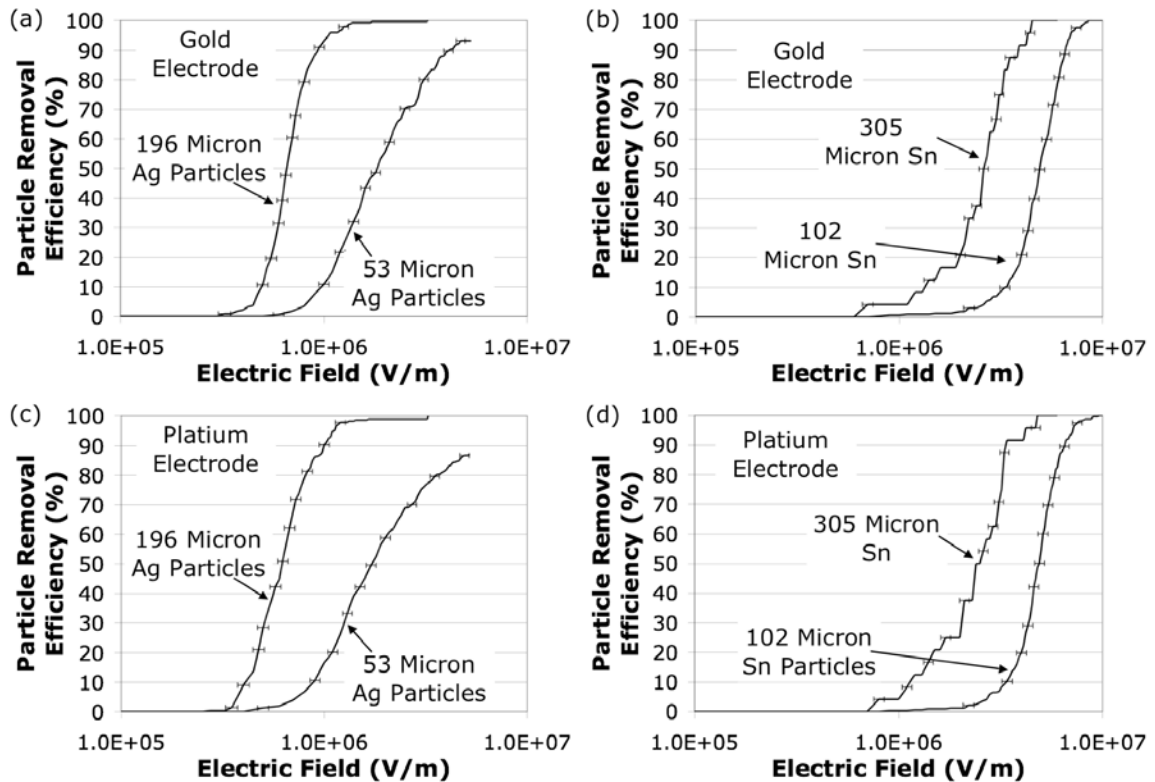 (a)
100
90
80
70
60
50
40
30
20
10
0
Particle Removal
Efficiency (%)
Gold
Electrode
196 Micron
Ag Particles
53 Micron
Ag Particles
1.0E+05 1.0E+06 1.0E+07
Electric Field (V/m)
(b)
100
90
80
70
60
50
40
30
20
10
0
Particle Removal
Efficiency (%)
Gold
Electrode
305
Micron Sn
102
Micron Sn
1.0E+05 1.0E+06 1.0E+07
Electric Field (V/m)
(c)
100
90
80
70
60
50
40
30
20
10
0
Particle Removal
Efficiency (%)
Platium
Electrode
196 Micron
Ag Particles
53 Micron
Ag Particles
1.0E+05 1.0E+06 1.0E+07
Electric Field (V/m)
(d)
100
90
80
70
60
50
40
30
20
10
0
Particle Removal
Efficiency (%)
Platium
Electrode
305 Micron
Sn
102 Micron
Sn Particles
1.0E+05 1.0E+06 1.0E+07
Electric Field (V/m)